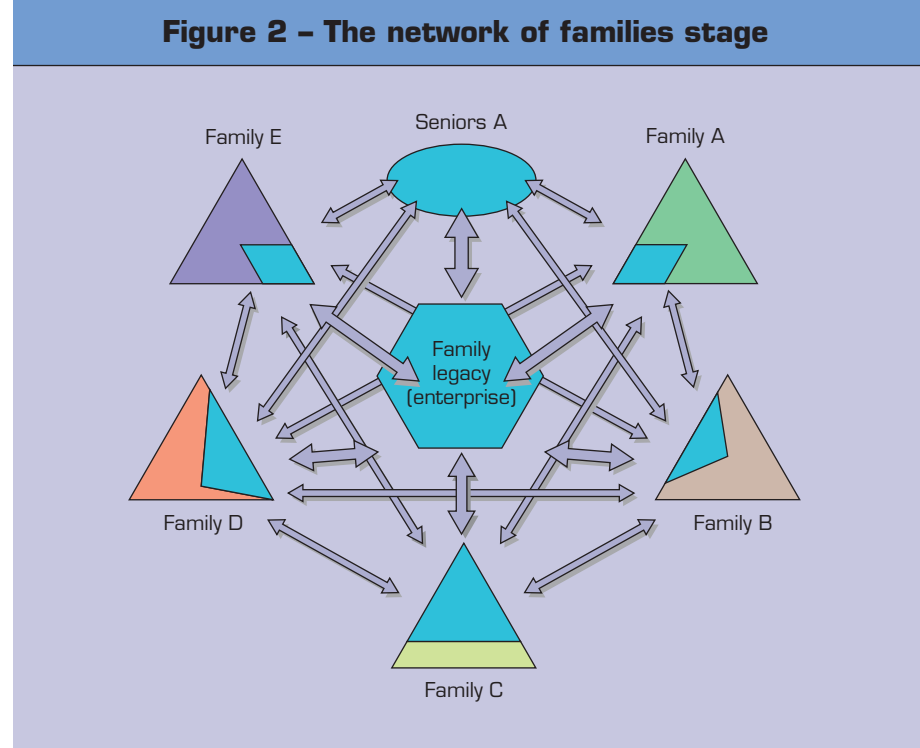 Figure 2 – The network of families stage
Seniors A
Family E
Family A
Family
legacy
(enterprise)
Family D
Family B
Family C